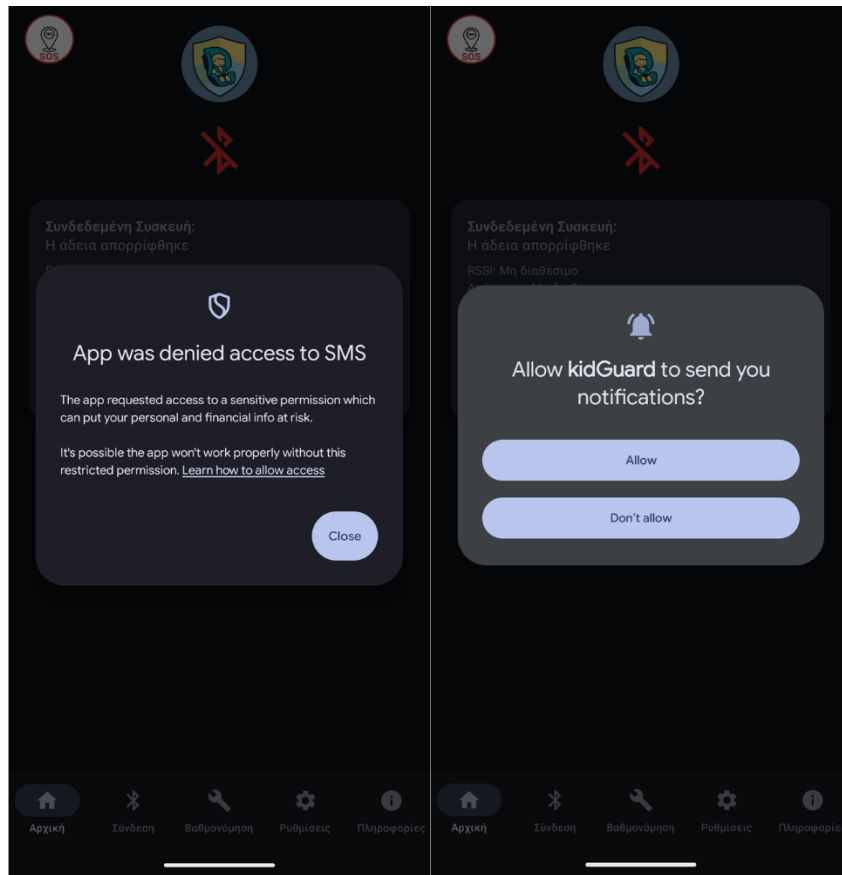 SOS
Συνδεδεμένη Συσκευή:
Η άδεια απορρίφθηκε
App was denied access to SMS
The app requested access to a sensitive permission which
can put your personal and financial info at risk.
It's possible the app won't work properly without this
restricted permission. Learn how to allow access
Close
Αρχική
Σύνδεση
Βαθμονόμηση
Ρυθμίσεις
Πληροφορίες
SOS
Συνδεδεμένη Συσκευή:
Η άδεια απορρίφθηκε
RSSI: Μη διαθέσιμο
Allow kidGuard to send you
notifications?
Allow
Don't allow
Αρχική
Σύνδεση
Βαθμονόμηση
Ρυθμίσεις
Πληροφορίε